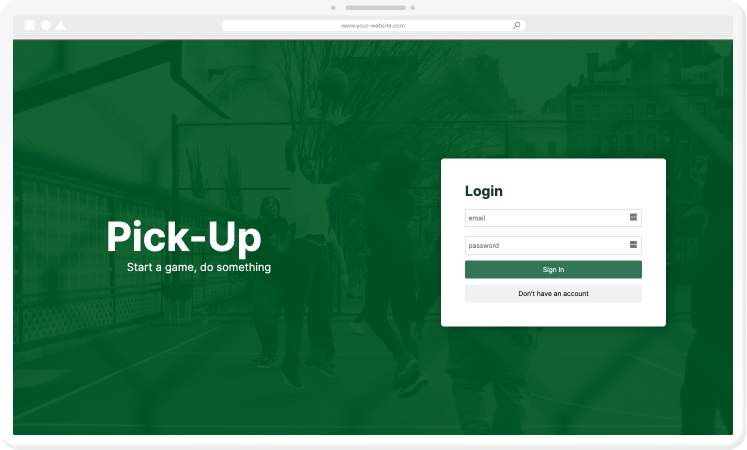 www.your-website.com
Pick-Up
Start a game, do something
Login
email
password
Sign In
Don't have an account